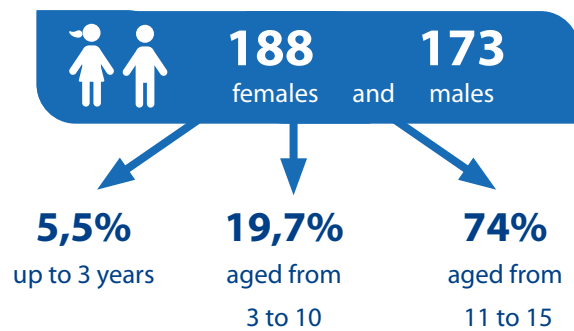 188 173
females and males
5,5% 19,7% 74%
up to 3 years aged from aged from
3 to 10 11 to 15